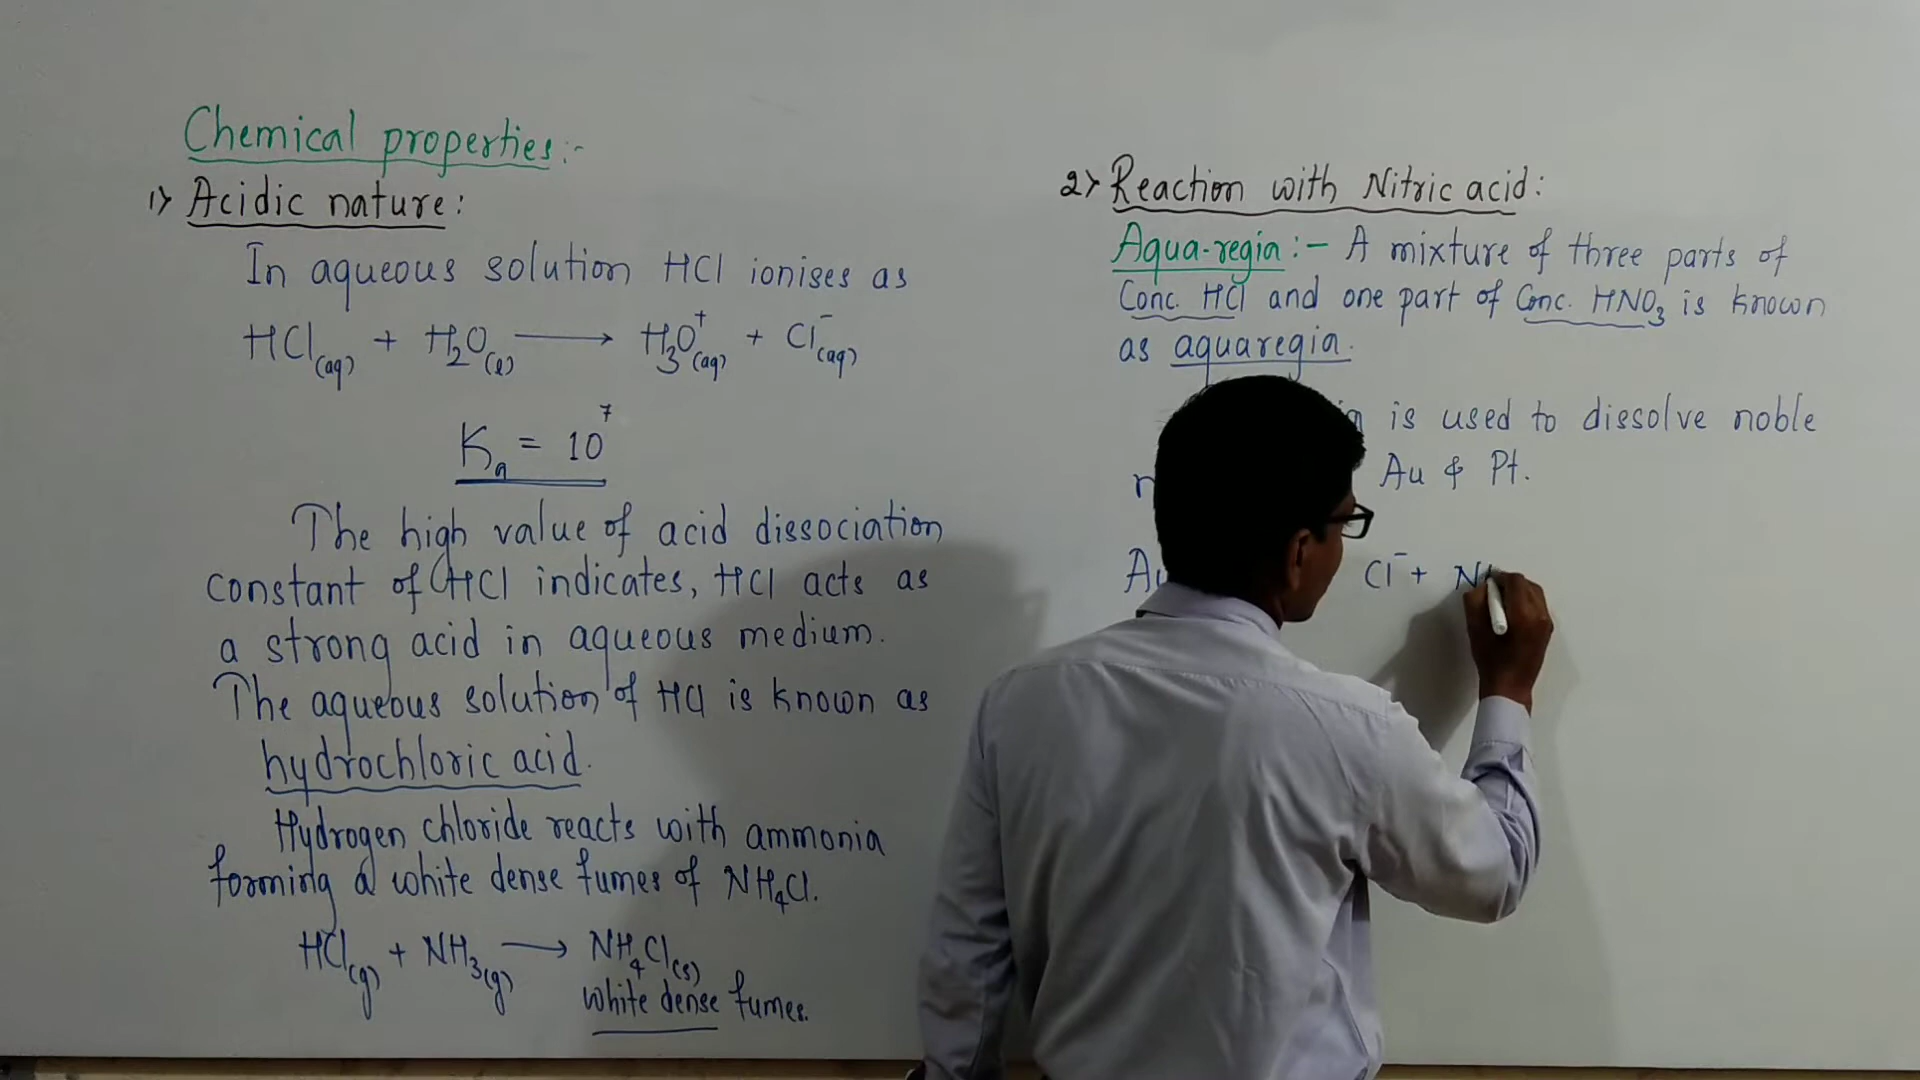 Chemical properties:-
1) Acidic nature:
In aqueous solution HCl ionises as
HCl(aq) + H₂O(l) ⟶ H₃O⁺(aq) + Cl⁻(aq)
Ka = 10⁷
The high value of acid dissociation
constant of HCl indicates, HCl acts as
a strong acid in aqueous medium.
The aqueous solution of HCl is known as
hydrochloric acid.
Hydrogen chloride reacts with ammonia
forming a white dense fumes of NH₄Cl.
HCl(g) + NH₃(g) ⟶ NH₄Cl(s)
white dense fumes.
2) Reaction with Nitric acid:
Aqua-regia:- A mixture of three parts of
Conc. HCl and one part of Conc. HNO₃ is known
as aquaregia.
is used to dissolve noble
Au & Pt.
Au Cl⁻ + N